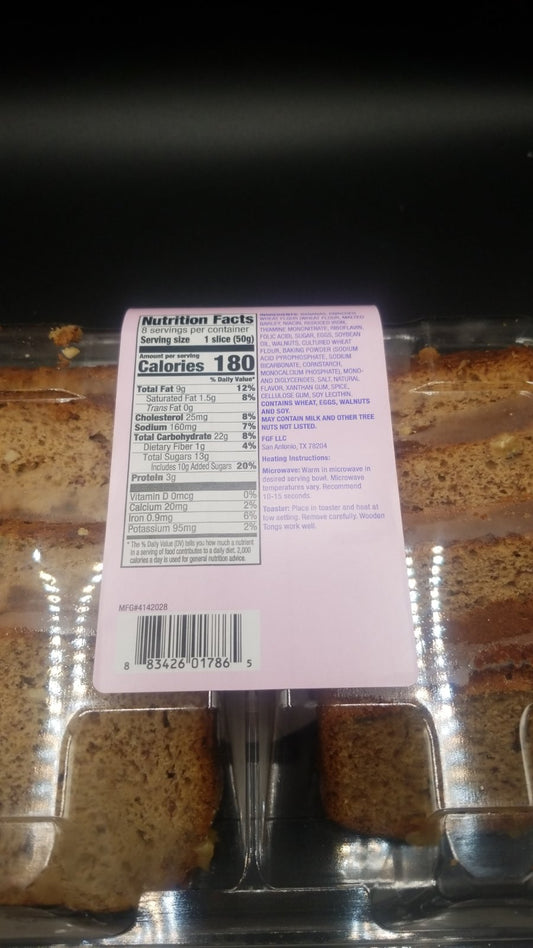 Nutrition Facts
8 servings per container
Serving size 1 slice (50g)
Amount per serving
Calories 180
% Daily Value*
Total Fat 9g 12%
Saturated Fat 1.5g 8%
Trans Fat 0g
Cholesterol 25mg 8%
Sodium 160mg 7%
Total Carbohydrate 22g 8%
Dietary Fiber 1g 4%
Total Sugars 13g
Includes 10g Added Sugars 20%
Protein 3g
Vitamin D 0mcg 0%
Calcium 20mg 2%
Iron 0.9mg 6%
Potassium 95mg 2%
* The % Daily Value (DV) tells you how much a nutrient
in a serving of food contributes to a daily diet. 2,000
calories a day is used for general nutrition advice.
INGREDIENTS: BANANAS, ENRICHED
WHEAT FLOUR (WHEAT FLOUR, MALTED
BARLEY, NIACIN, REDUCED IRON,
THIAMINE MONONITRATE, RIBOFLAVIN,
FOLIC ACID), SUGAR, EGGS, SOYBEAN
OIL, WALNUTS, CULTURED WHEAT
FLOUR, BAKING POWDER (SODIUM
ACID PYROPHOSPHATE, SODIUM
BICARBONATE, CORNSTARCH,
MONOCALCIUM PHOSPHATE), MONO-
AND DIGLYCERIDES, SALT, NATURAL
FLAVOR, XANTHAN GUM, SPICE,
CELLULOSE GUM, SOY LECITHIN.
CONTAINS WHEAT, EGGS, WALNUTS
AND SOY.
MAY CONTAIN MILK AND OTHER TREE
NUTS NOT LISTED.
FGF LLC
San Antonio, TX 78204
Heating Instructions:
Microwave: Warm in microwave in
desired serving bowl. Microwave
temperatures vary. Recommend
10-15 seconds
Toaster: Place in toaster and heat at
low setting. Remove carefully. Wooden
Tongs work well.
MFG#4142028
8 83426 01786 5